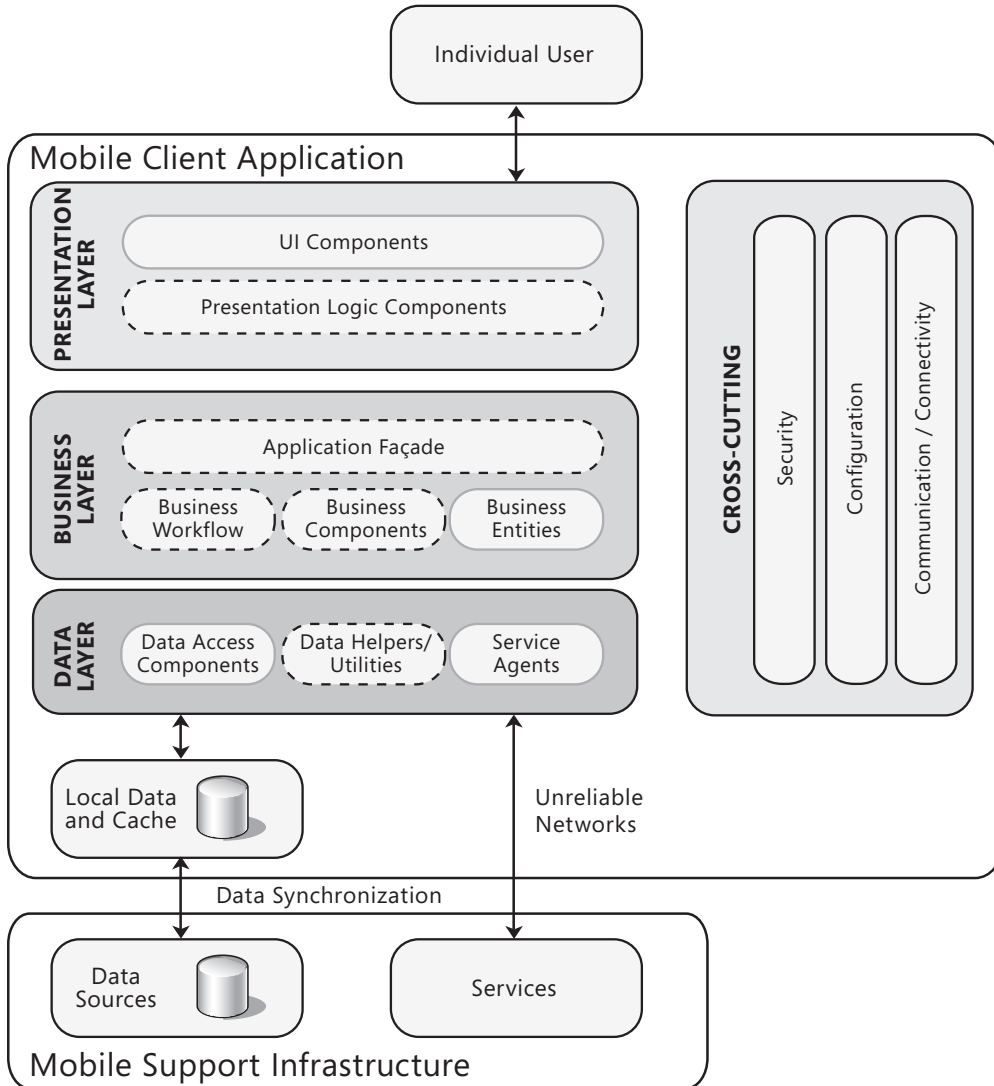 Individual User
Mobile Client Application
PRESENTATION
LAYER
UI Components
Presentation Logic Components
BUSINESS
LAYER
Application Façade
Business
Workflow
Business
Components
Business
Entities
DATA
LAYER
Data Access
Components
Data Helpers/
Utilities
Service
Agents
CROSS-CUTTING
Security
Configuration
Communication / Connectivity
Local Data
and Cache
Unreliable
Networks
Data Synchronization
Data
Sources
Services
Mobile Support Infrastructure